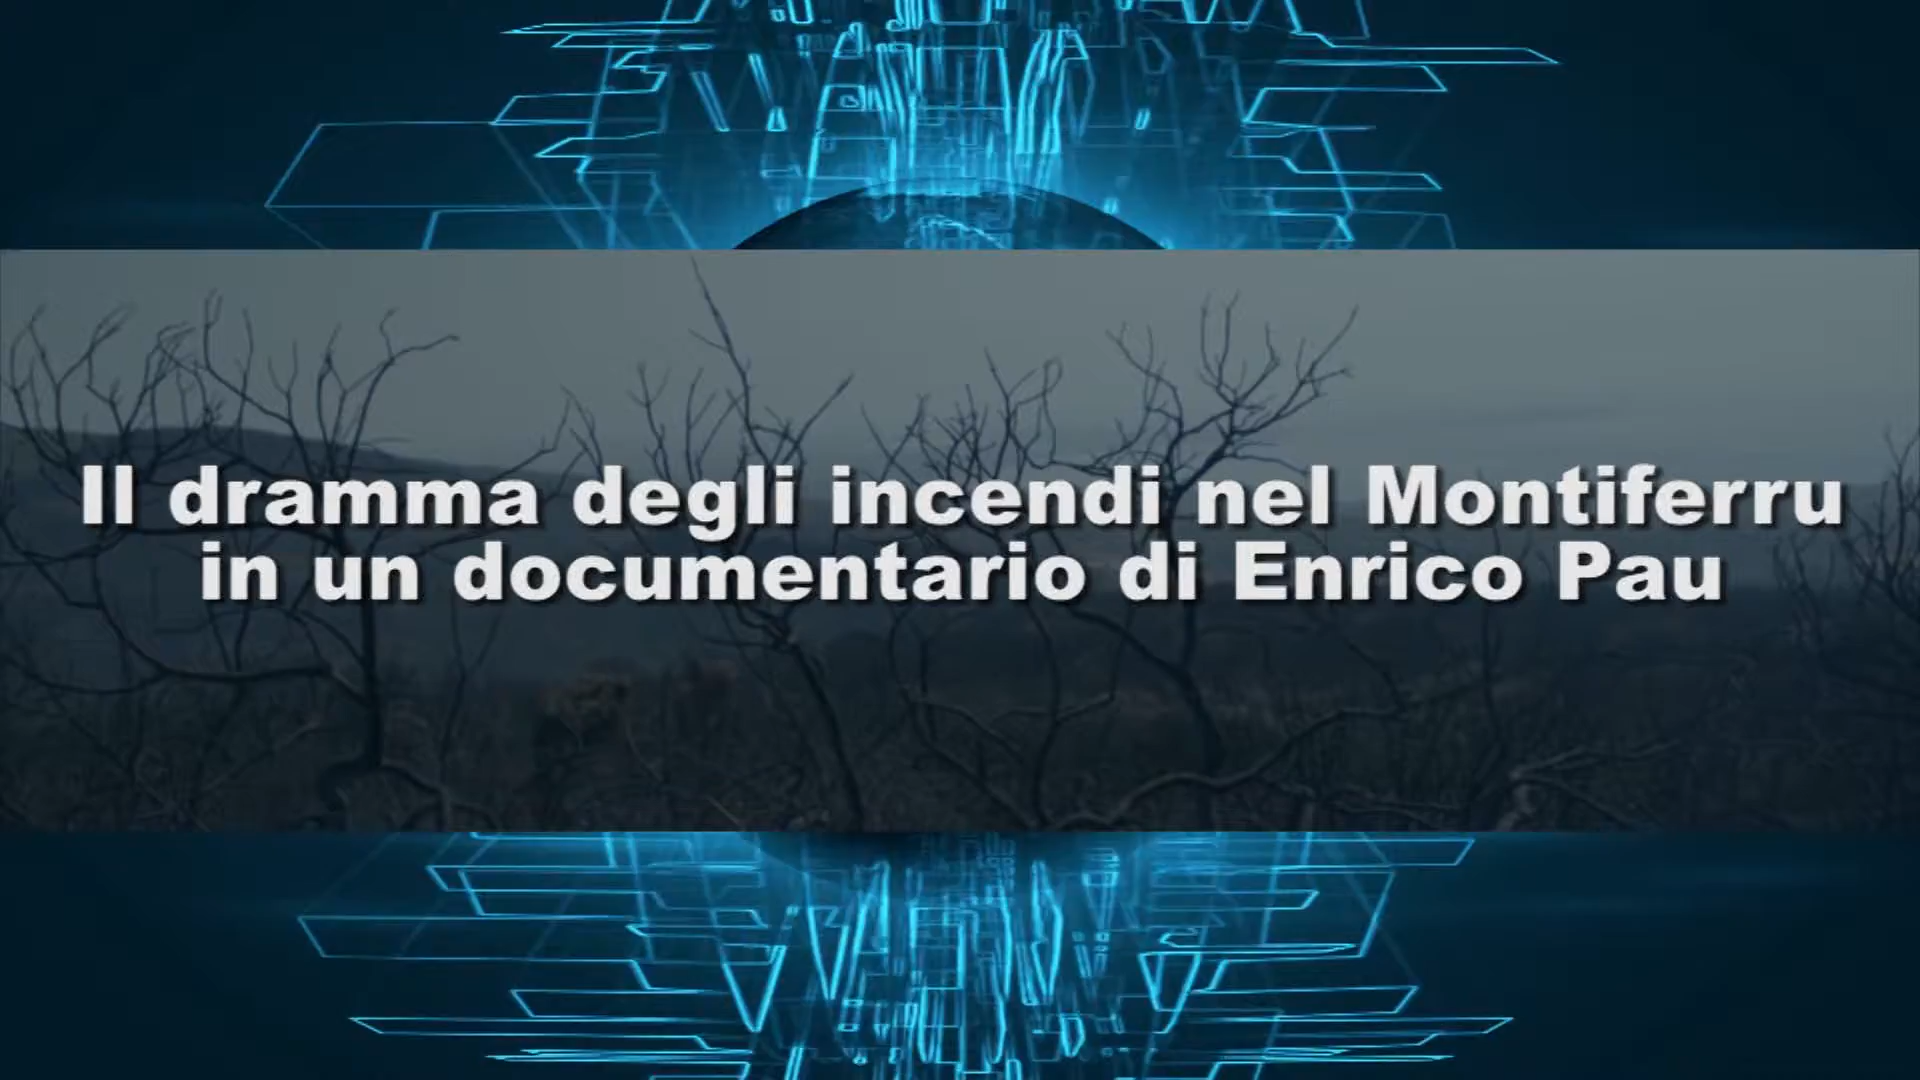 Il dramma degli incendi nel Montiferru
in un documentario di Enrico Pau